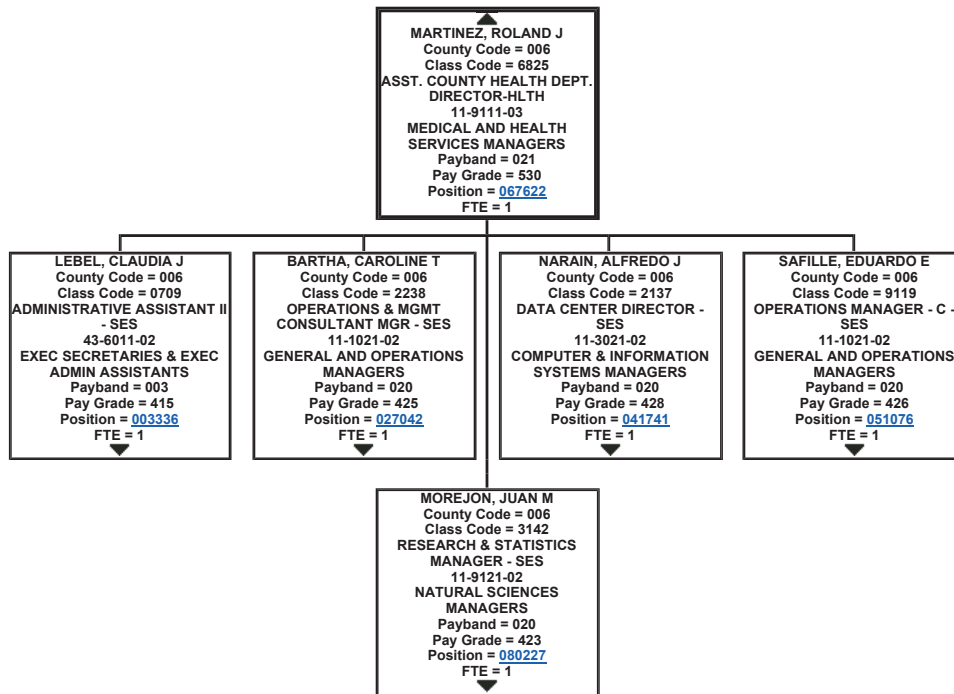 MARTINEZ, ROLAND J
County Code = 006
Class Code = 6825
ASST. COUNTY HEALTH DEPT.
DIRECTOR-HLTH
11-9111-03
MEDICAL AND HEALTH
SERVICES MANAGERS
Payband = 021
Pay Grade = 530
Position = 067622
FTE = 1
LEBEL, CLAUDIA J
County Code = 006
Class Code = 0709
ADMINISTRATIVE ASSISTANT II
- SES
43-6011-02
EXEC SECRETARIES & EXEC
ADMIN ASSISTANTS
Payband = 003
Pay Grade = 415
Position = 003336
FTE = 1
BARTHA, CAROLINE T
County Code = 006
Class Code = 2238
OPERATIONS & MGMT
CONSULTANT MGR - SES
11-1021-02
GENERAL AND OPERATIONS
MANAGERS
Payband = 020
Pay Grade = 425
Position = 027042
FTE = 1
NARAIN, ALFREDO J
County Code = 006
Class Code = 2137
DATA CENTER DIRECTOR -
SES
11-3021-02
COMPUTER & INFORMATION
SYSTEMS MANAGERS
Payband = 020
Pay Grade = 428
Position = 041741
FTE = 1
SAFILLE, EDUARDO E
County Code = 006
Class Code = 9119
OPERATIONS MANAGER - C -
SES
11-1021-02
GENERAL AND OPERATIONS
MANAGERS
Payband = 020
Pay Grade = 426
Position = 051076
FTE = 1
MOREJON, JUAN M
County Code = 006
Class Code = 3142
RESEARCH & STATISTICS
MANAGER - SES
11-9121-02
NATURAL SCIENCES
MANAGERS
Payband = 020
Pay Grade = 423
Position = 080227
FTE = 1